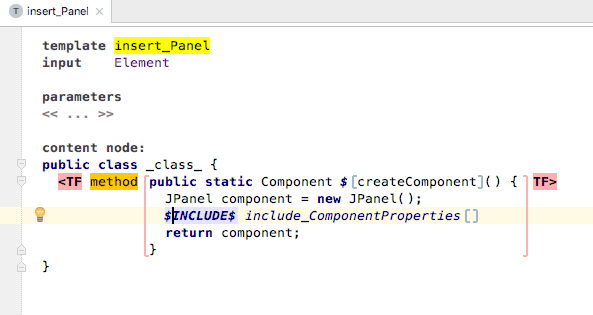 T insert_Panel ×
template insert_Panel
input Element
parameters
<< ... >>
content node:
public class _class_ {
<TF method [public static Component $[createComponent]() { ]TF>
JPanel component = new JPanel();
$INCLUDE$ include_ComponentProperties[]
return component;
}
}